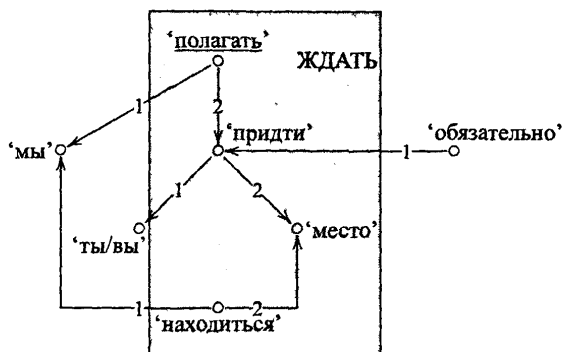 ‘полагать’
ЖДАТЬ
1
2
‘мы’
‘придти’
‘обязательно’
1
1
2
‘ты/вы’
‘место’
1
2
‘находиться’